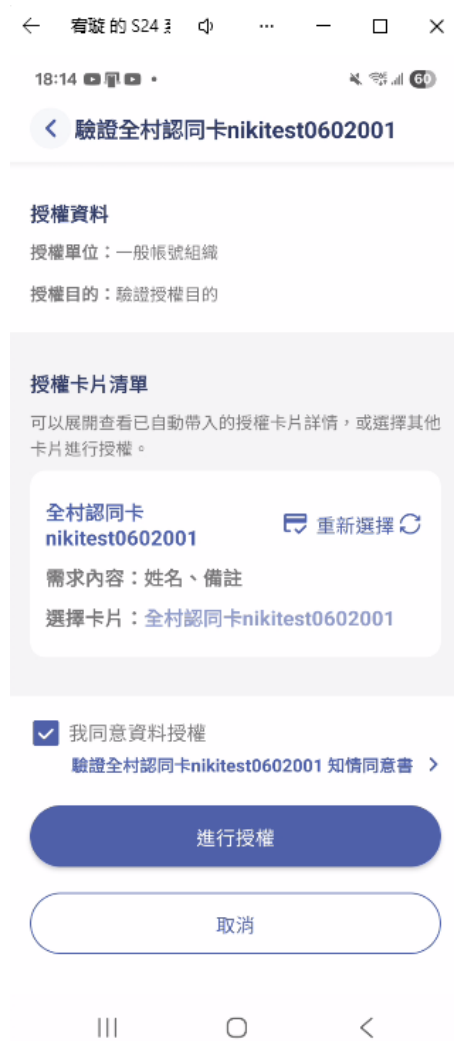 宥璇 的 S24
18:14
60
驗證全村認同卡nikitest0602001
授權資料
授權單位：一般帳號組織
授權目的：驗證授權目的
授權卡片清單
可以展開查看已自動帶入的授權卡片詳情，或選擇其他
卡片進行授權。
全村認同卡
nikitest0602001
重新選擇
需求內容：姓名、備註
選擇卡片：全村認同卡nikitest0602001
我同意資料授權
驗證全村認同卡nikitest0602001 知情同意書
進行授權
取消